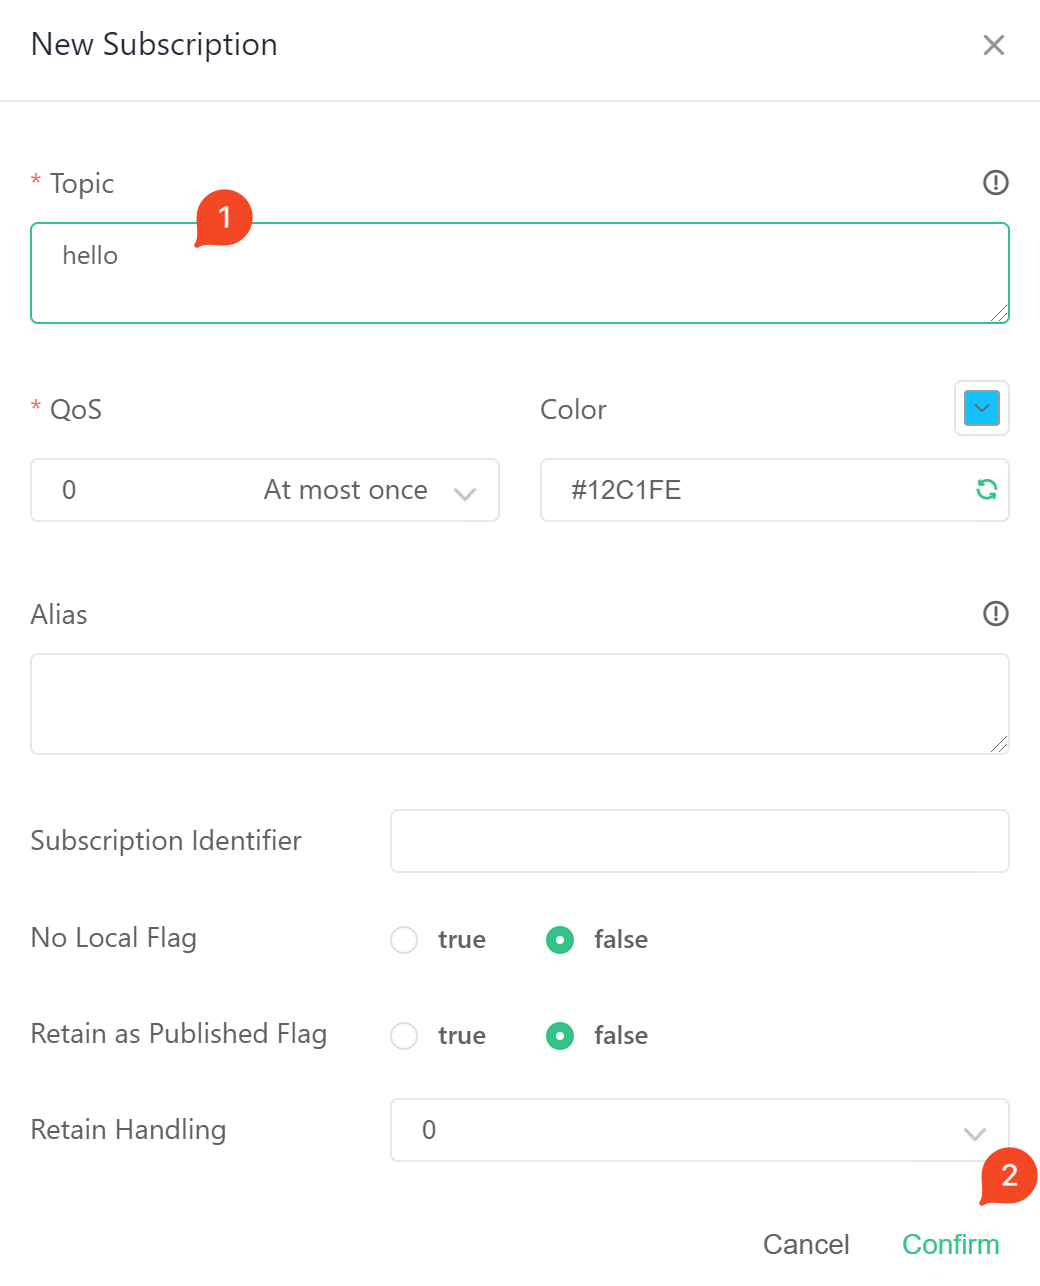 New Subscription
* Topic
1
hello
* QoS
Color
0 At most once
#12C1FE
Alias
Subscription Identifier
No Local Flag true false
Retain as Published Flag true false
Retain Handling 0
2
Cancel Confirm